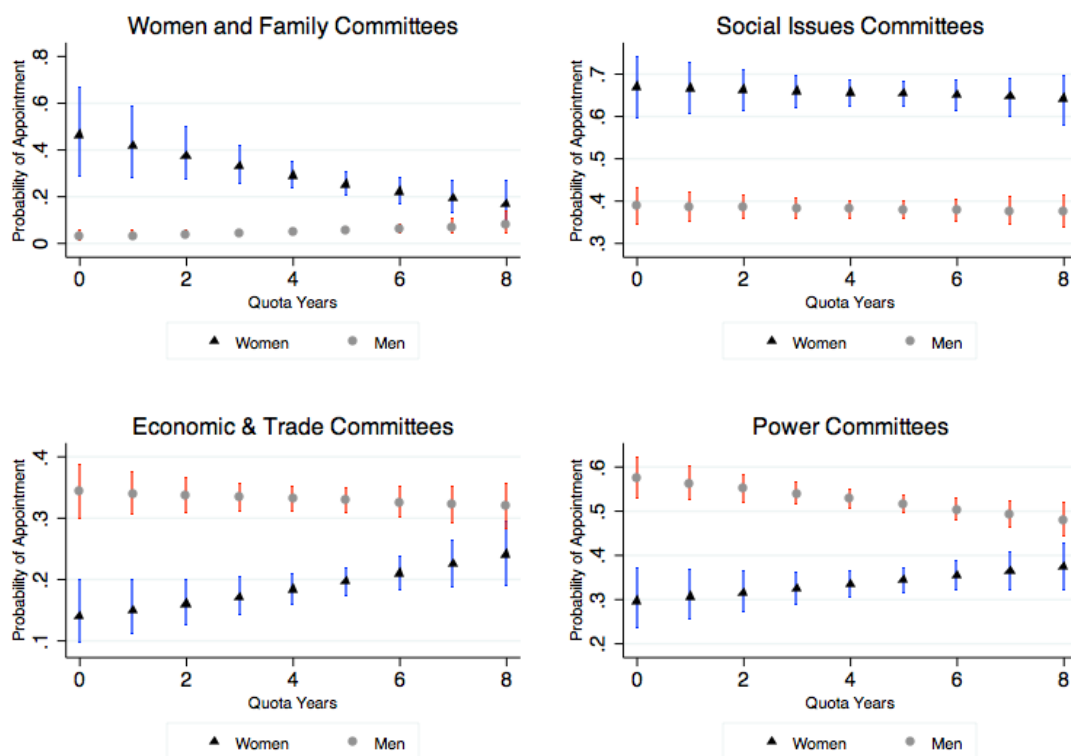 Women and Family Committees
Probability of Appointment
.8
.6
.4
.2
0
0 2 4 6 8
Quota Years
Women Men
Social Issues Committees
Probability of Appointment
.7
.6
.5
.4
.3
0 2 4 6 8
Quota Years
Women Men
Economic & Trade Committees
Probability of Appointment
.4
.3
.2
.1
0 2 4 6 8
Quota Years
Women Men
Power Committees
Probability of Appointment
.6
.5
.4
.3
.2
0 2 4 6 8
Quota Years
Women Men